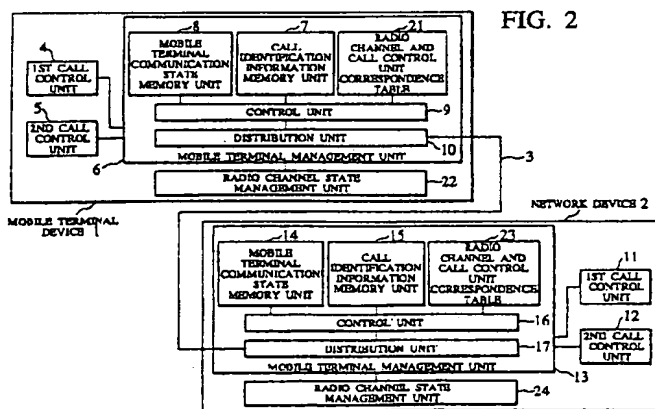 FIG. 2
8
7
21
MOBILE
TERMINAL
COMMUNICATION
STATE
MEMORY UNIT
CALL
IDENTIFICATION
INFORMATION
MEMORY UNIT
RADIO
CHANNEL AND
CALL CONTROL
UNIT
CORRESPONDENCE
TABLE
4
1ST CALL
CONTROL
UNIT
5
2ND CALL
CONTROL
UNIT
CONTROL UNIT
9
DISTRIBUTION UNIT
10
MOBILE TERMINAL MANAGEMENT UNIT
6
3
RADIO CHANNEL STATE
MANAGEMENT UNIT
22
MOBILE TERMINAL
DEVICE 1
NETWORK DEVICE 2
14
15
23
MOBILE
TERMINAL
COMMUNICATION
STATE
MEMORY UNIT
CALL
IDENTIFICATION
INFORMATION
MEMORY UNIT
RADIO
CHANNEL AND
CALL CONTROL
UNIT
CORRESPONDENCE
TABLE
11
1ST CALL
CONTROL
UNIT
12
2ND CALL
CONTROL
UNIT
CONTROL UNIT
16
DISTRIBUTION UNIT
17
MOBILE TERMINAL MANAGEMENT UNIT
13
RADIO CHANNEL STATE
MANAGEMENT UNIT
24